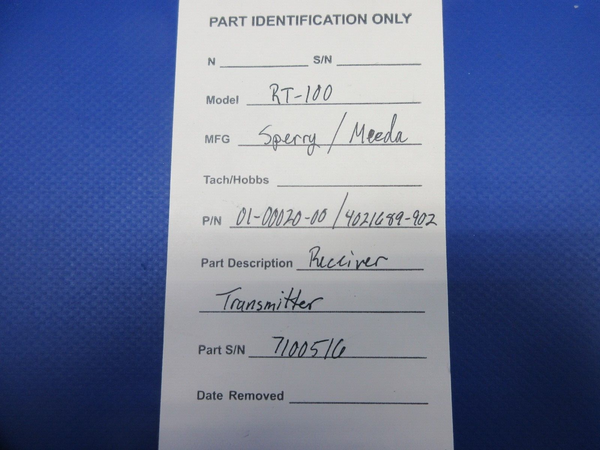 PART IDENTIFICATION ONLY
N S/N
Model RT-100
MFG Sperry / Meeda
Tach/Hobbs
P/N 01-00020-00 / 4021689-902
Part Description Receiver
Transmitter
Part S/N 7100516
Date Removed